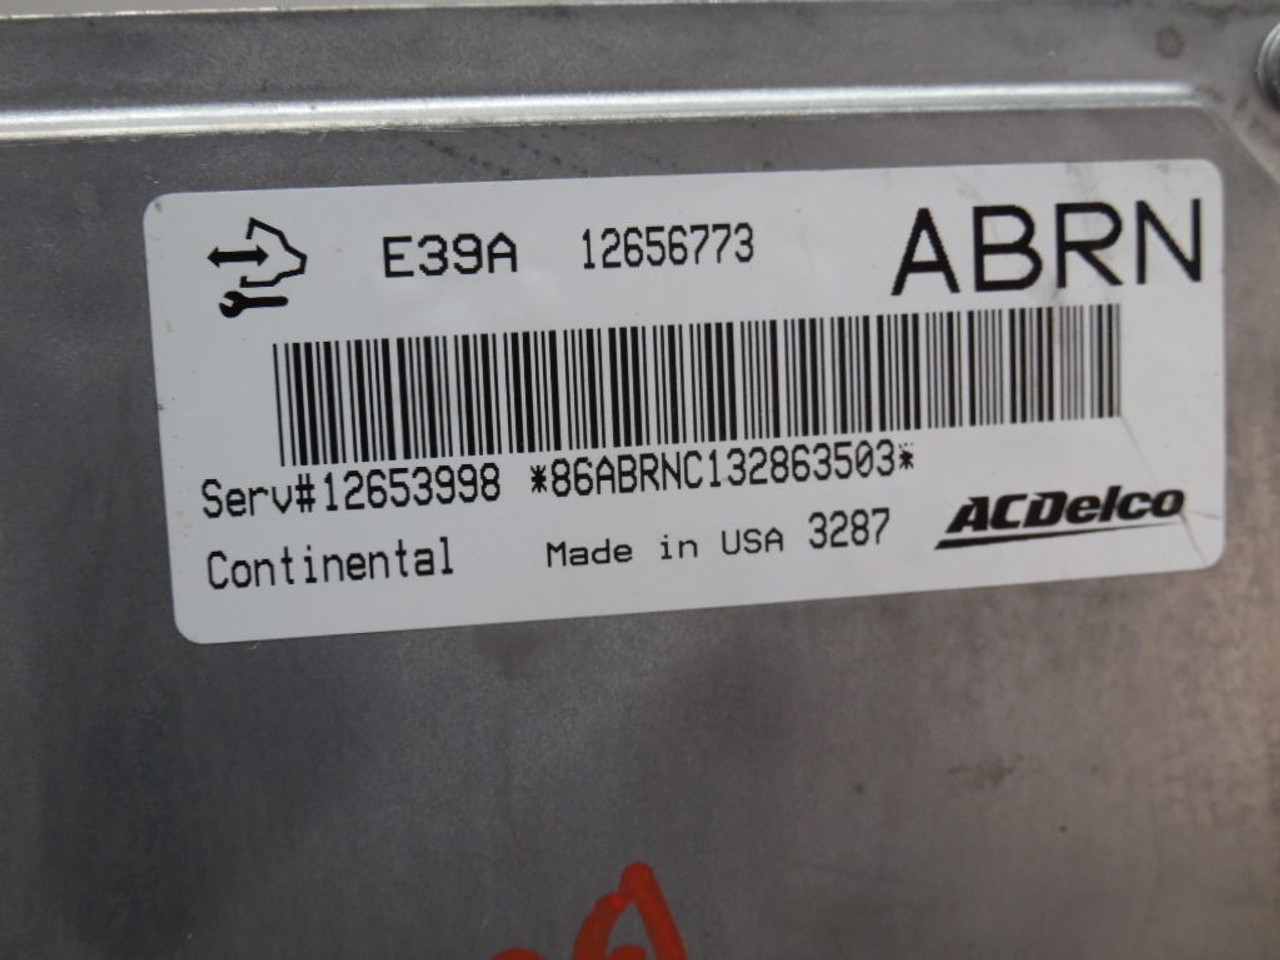 E39A 12656773 ABRN
Serv#12653998 *86ABRNC132863503*
Continental Made in USA 3287 ACDelco